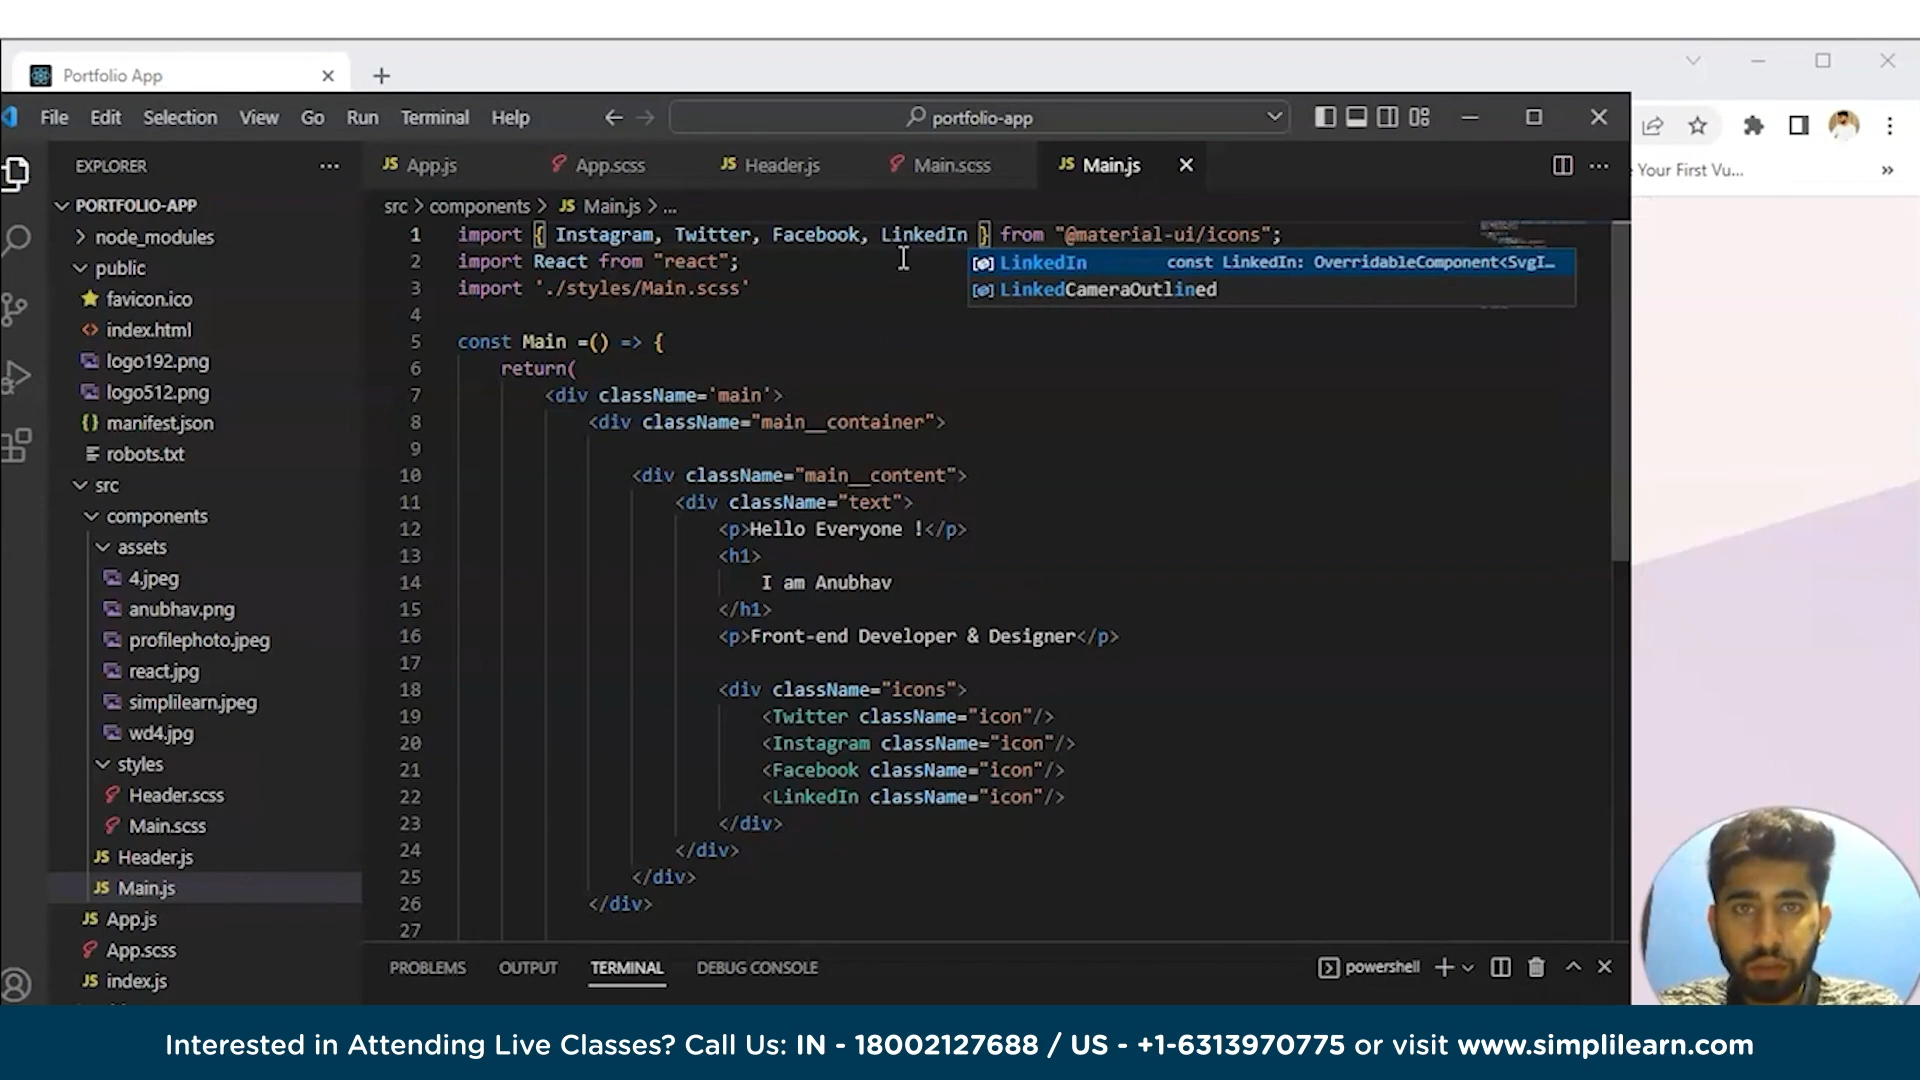 Portfolio App
File Edit Selection View Go Run Terminal Help
portfolio-app
Your First Vu...
EXPLORER
PORTFOLIO-APP
node_modules
public
favicon.ico
index.html
logo192.png
logo512.png
manifest.json
robots.txt
src
components
assets
4.jpeg
anubhav.png
profilephoto.jpeg
react.jpg
simplilearn.jpeg
wd4.jpg
styles
Header.scss
Main.scss
Header.js
Main.js
App.js
App.scss
index.js
JS App.js App.scss JS Header.js Main.scss JS Main.js
src > components > JS Main.js > ...
1 import { Instagram, Twitter, Facebook, LinkedIn } from "@material-ui/icons";
2 import React from "react";
3 import './styles/Main.scss'
LinkedIn const LinkedIn: OverridableComponent<SvgI...
LinkedCameraOutlined
4
5 const Main =() => {
6 return(
7 <div className='main'>
8 <div className="main__container">
9
10 <div className="main__content">
11 <div className="text">
12 <p>Hello Everyone !</p>
13 <h1>
14 I am Anubhav
15 </h1>
16 <p>Front-end Developer & Designer</p>
17
18 <div className="icons">
19 <Twitter className="icon"/>
20 <Instagram className="icon"/>
21 <Facebook className="icon"/>
22 <LinkedIn className="icon"/>
23 </div>
24 </div>
25 </div>
26 </div>
27
PROBLEMS OUTPUT TERMINAL DEBUG CONSOLE
powershell
Interested in Attending Live Classes? Call Us: IN - 18002127688 / US - +1-6313970775 or visit www.simplilearn.com